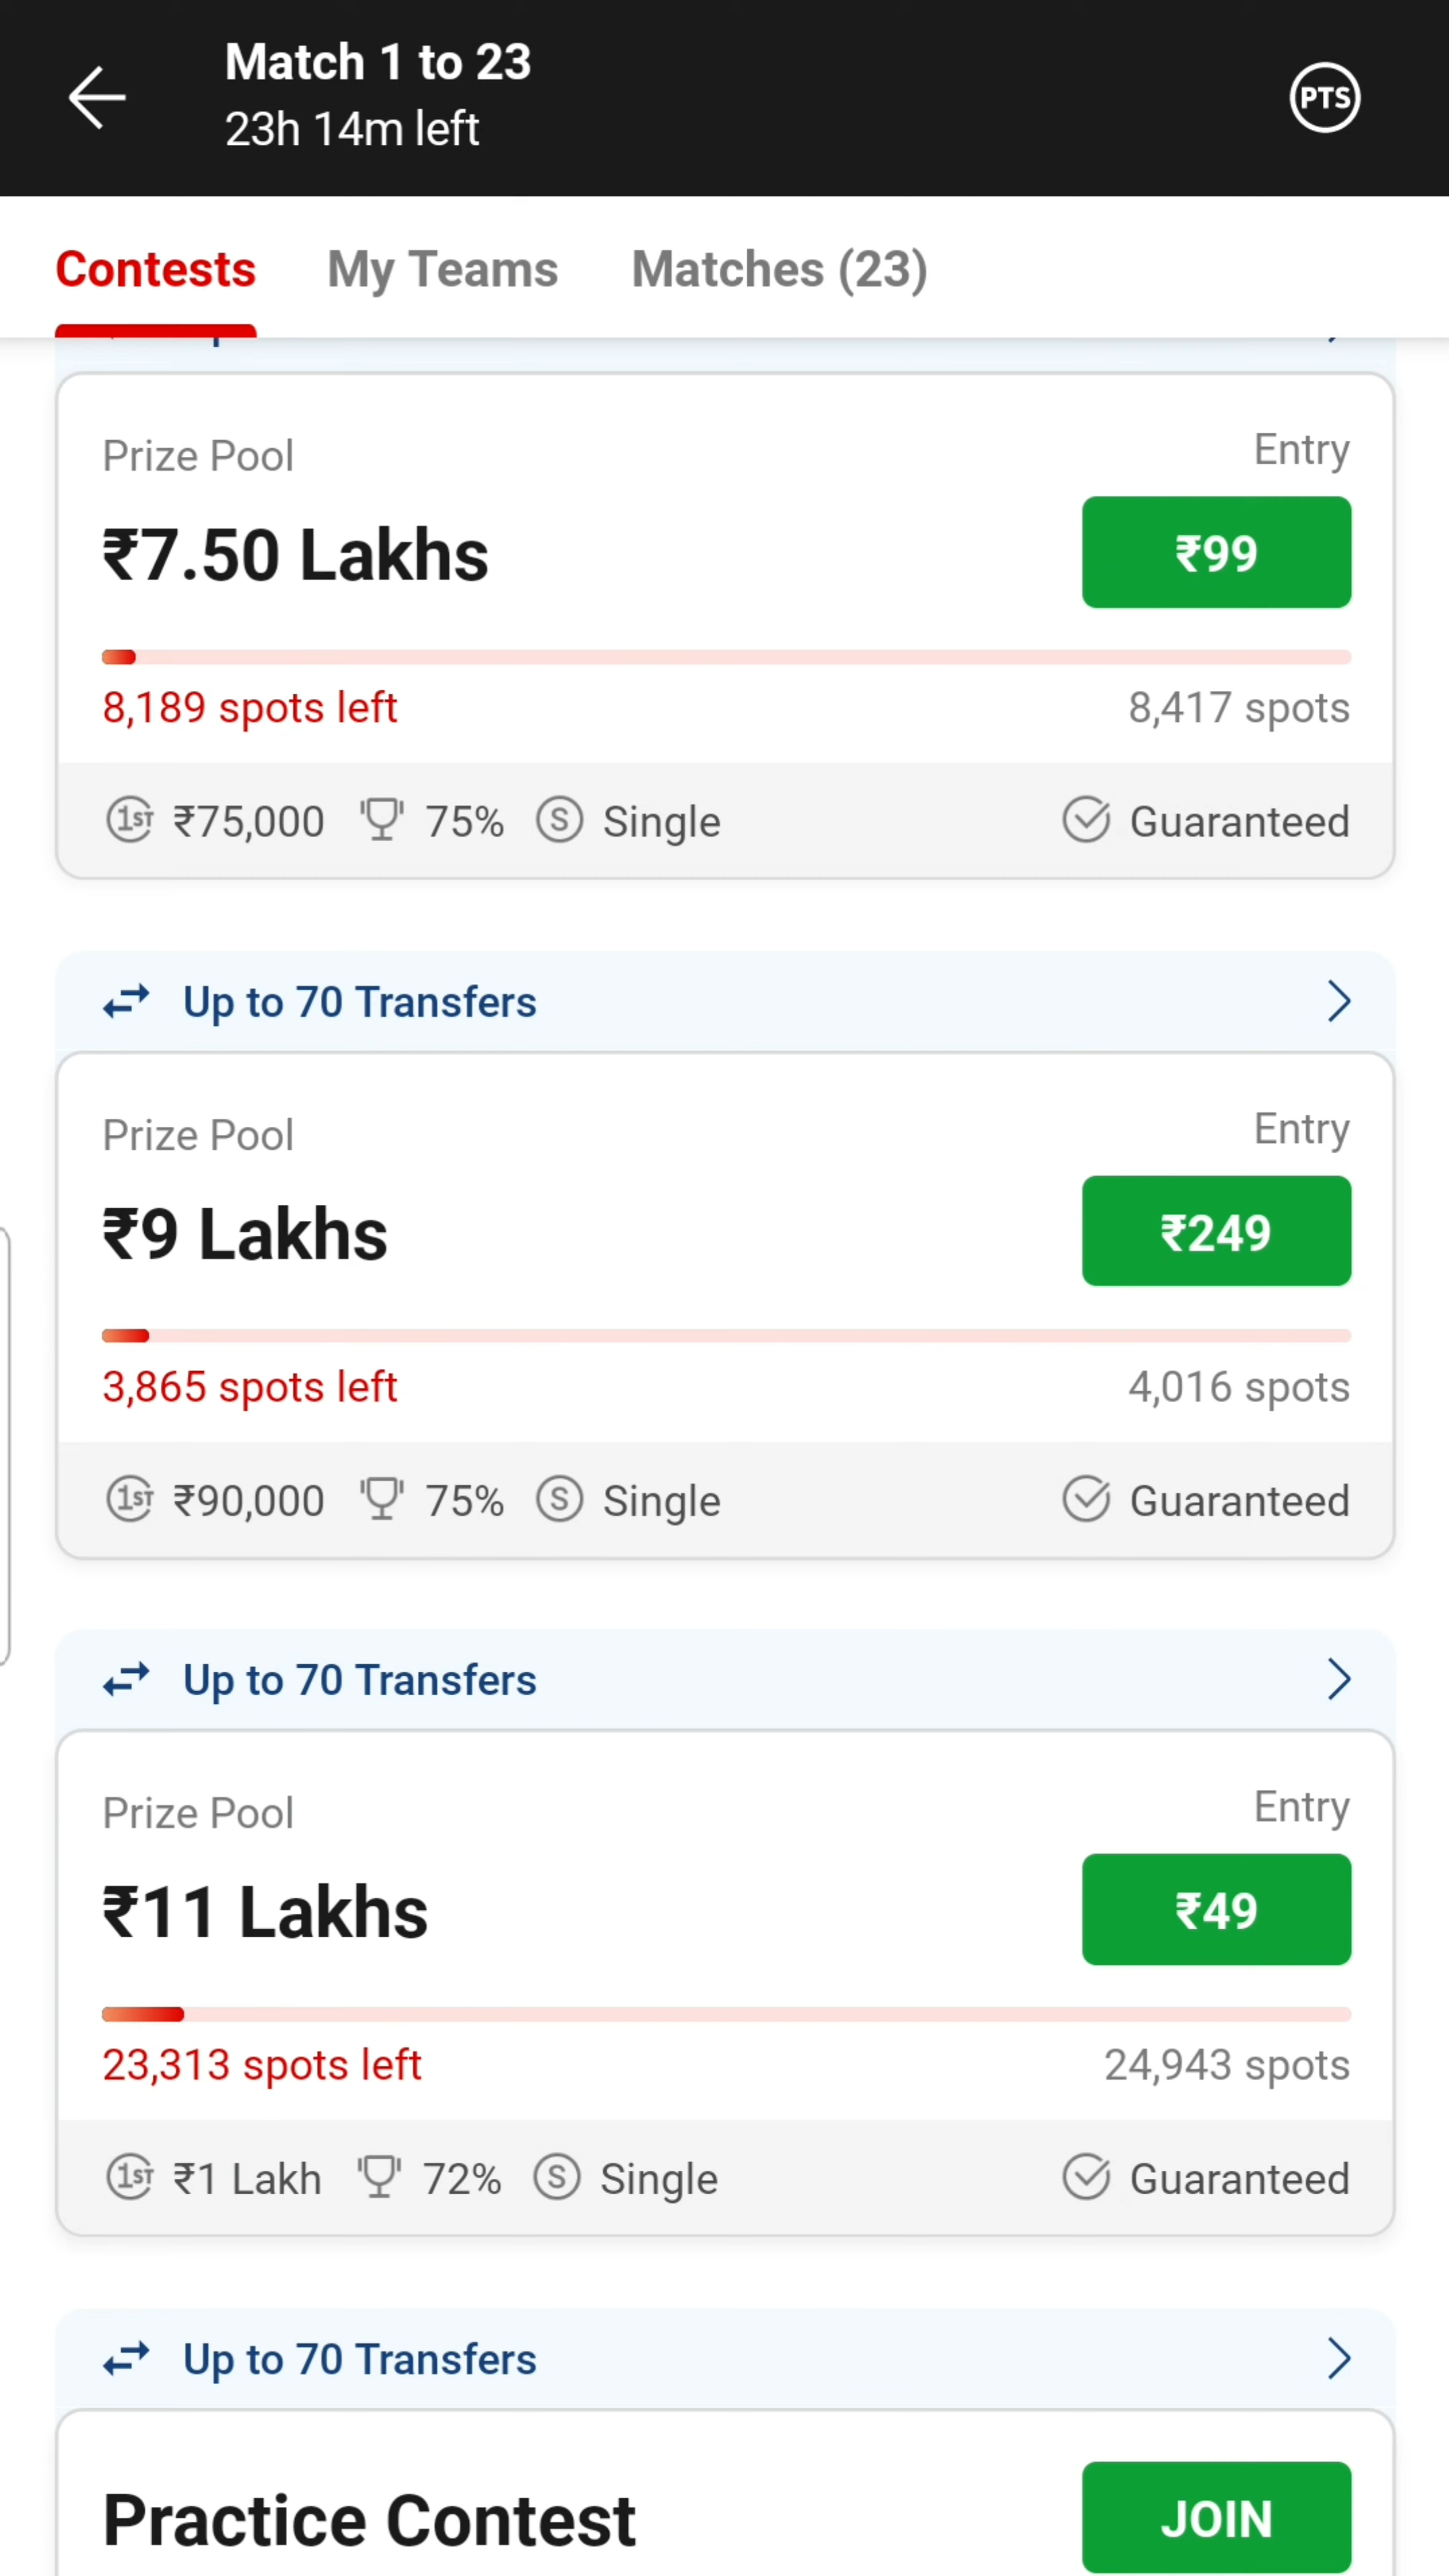 Match 1 to 23
23h 14m left
PTS
Contests My Teams Matches (23)
Prize Pool Entry
₹7.50 Lakhs ₹99
8,189 spots left 8,417 spots
1ST ₹75,000 75% S Single Guaranteed
Up to 70 Transfers
Prize Pool Entry
₹9 Lakhs ₹249
3,865 spots left 4,016 spots
1ST ₹90,000 75% S Single Guaranteed
Up to 70 Transfers
Prize Pool Entry
₹11 Lakhs ₹49
23,313 spots left 24,943 spots
1ST ₹1 Lakh 72% S Single Guaranteed
Up to 70 Transfers
Practice Contest JOIN